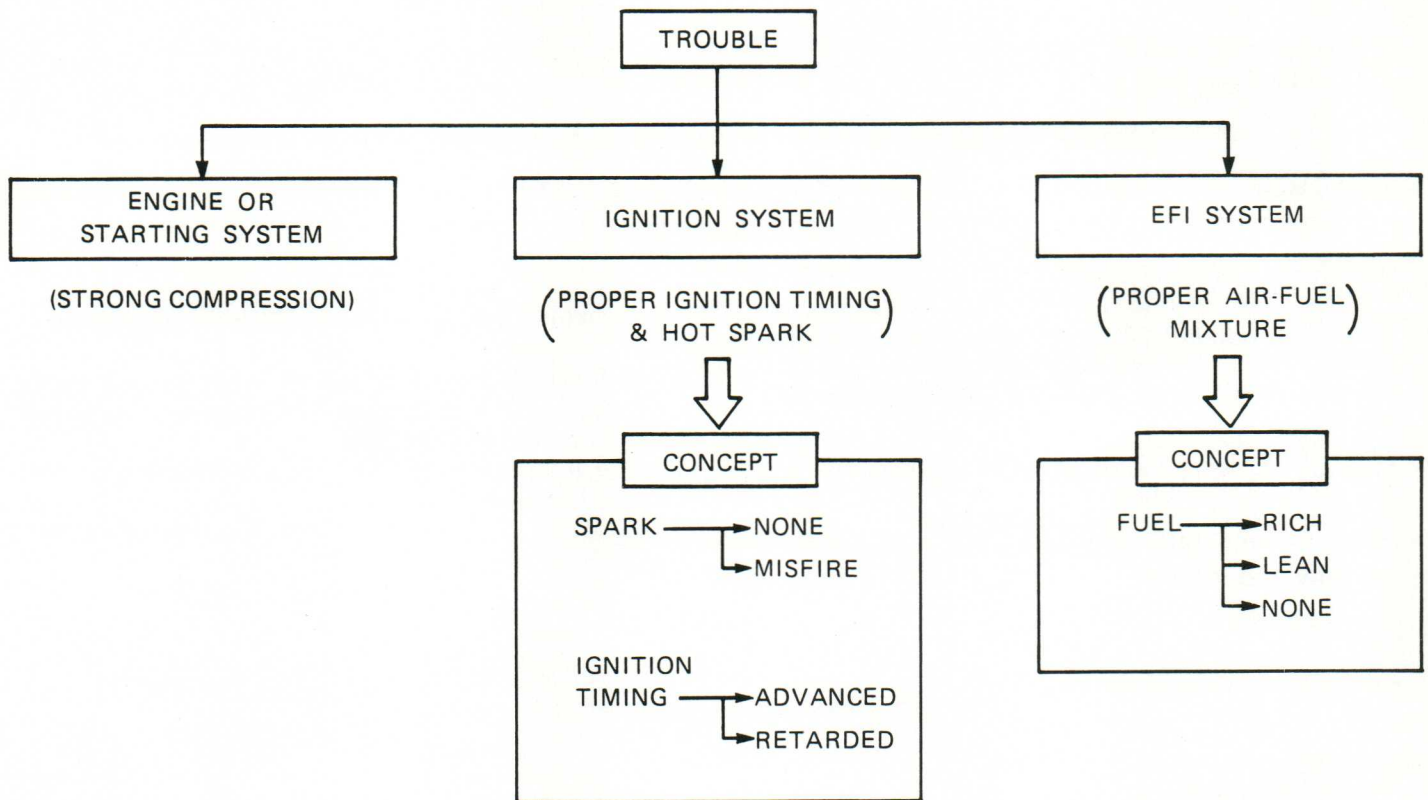 TROUBLE
ENGINE OR
STARTING SYSTEM
(STRONG COMPRESSION)
IGNITION SYSTEM
(PROPER IGNITION TIMING
& HOT SPARK)
CONCEPT
SPARK
NONE
MISFIRE
IGNITION
TIMING
ADVANCED
RETARDED
EFI SYSTEM
(PROPER AIR-FUEL
MIXTURE)
CONCEPT
FUEL
RICH
LEAN
NONE